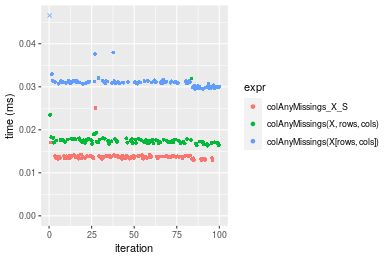 0.04
0.03
0.02
0.01
0.00
time (ms)
0
25
50
75
100
iteration
expr
colAnyMissings_X_S
colAnyMissings(X, rows, cols)
colAnyMissings(X[rows, cols])